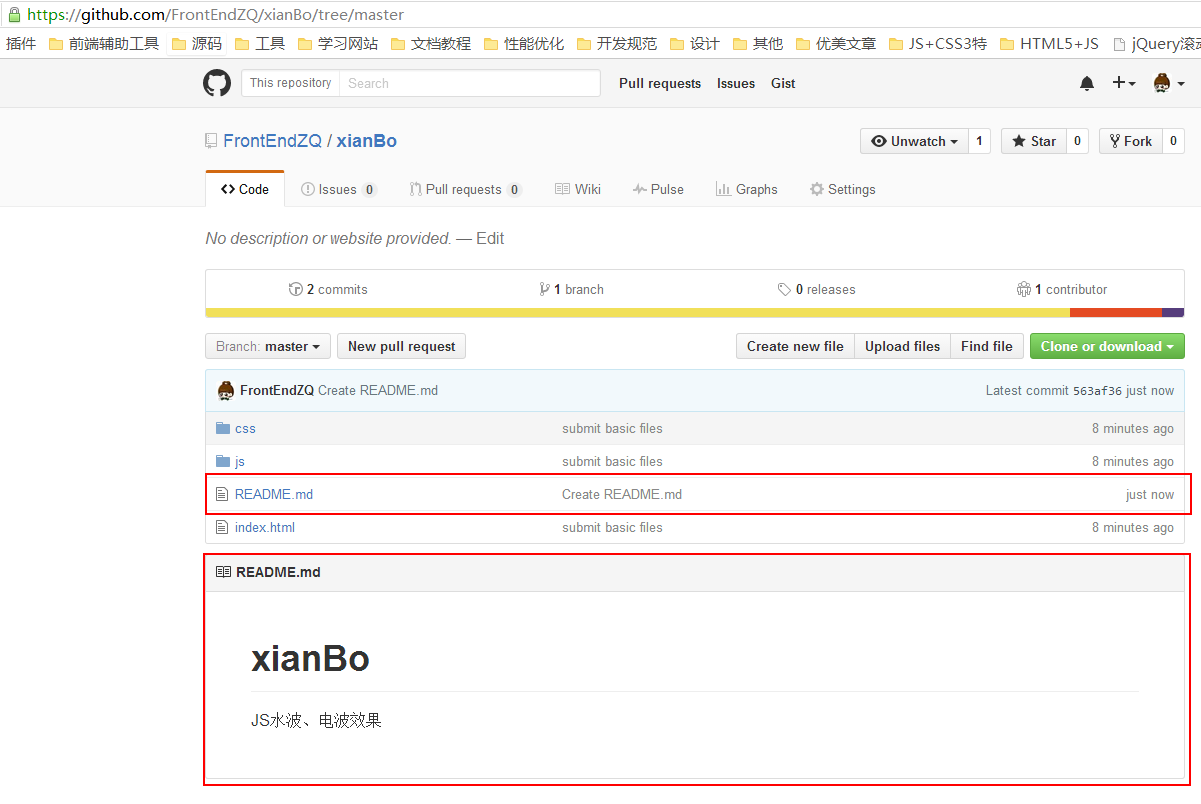 https://github.com/FrontEndZQ/xianBo/tree/master
插件 前端辅助工具 源码 工具 学习网站 文档教程 性能优化 开发规范 设计 其他 优美文章 JS+CSS3特 HTML5+JS jQuery滚动
This repository Search Pull requests Issues Gist
FrontEndZQ / xianBo Unwatch 1 Star 0 Fork 0
Code Issues 0 Pull requests 0 Wiki Pulse Graphs Settings
No description or website provided. — Edit
2 commits 1 branch 0 releases 1 contributor
Branch: master New pull request Create new file Upload files Find file Clone or download
FrontEndZQ Create README.md Latest commit 563af36 just now
css submit basic files 8 minutes ago
js submit basic files 8 minutes ago
README.md Create README.md just now
index.html submit basic files 8 minutes ago
README.md
xianBo
JS水波、电波效果